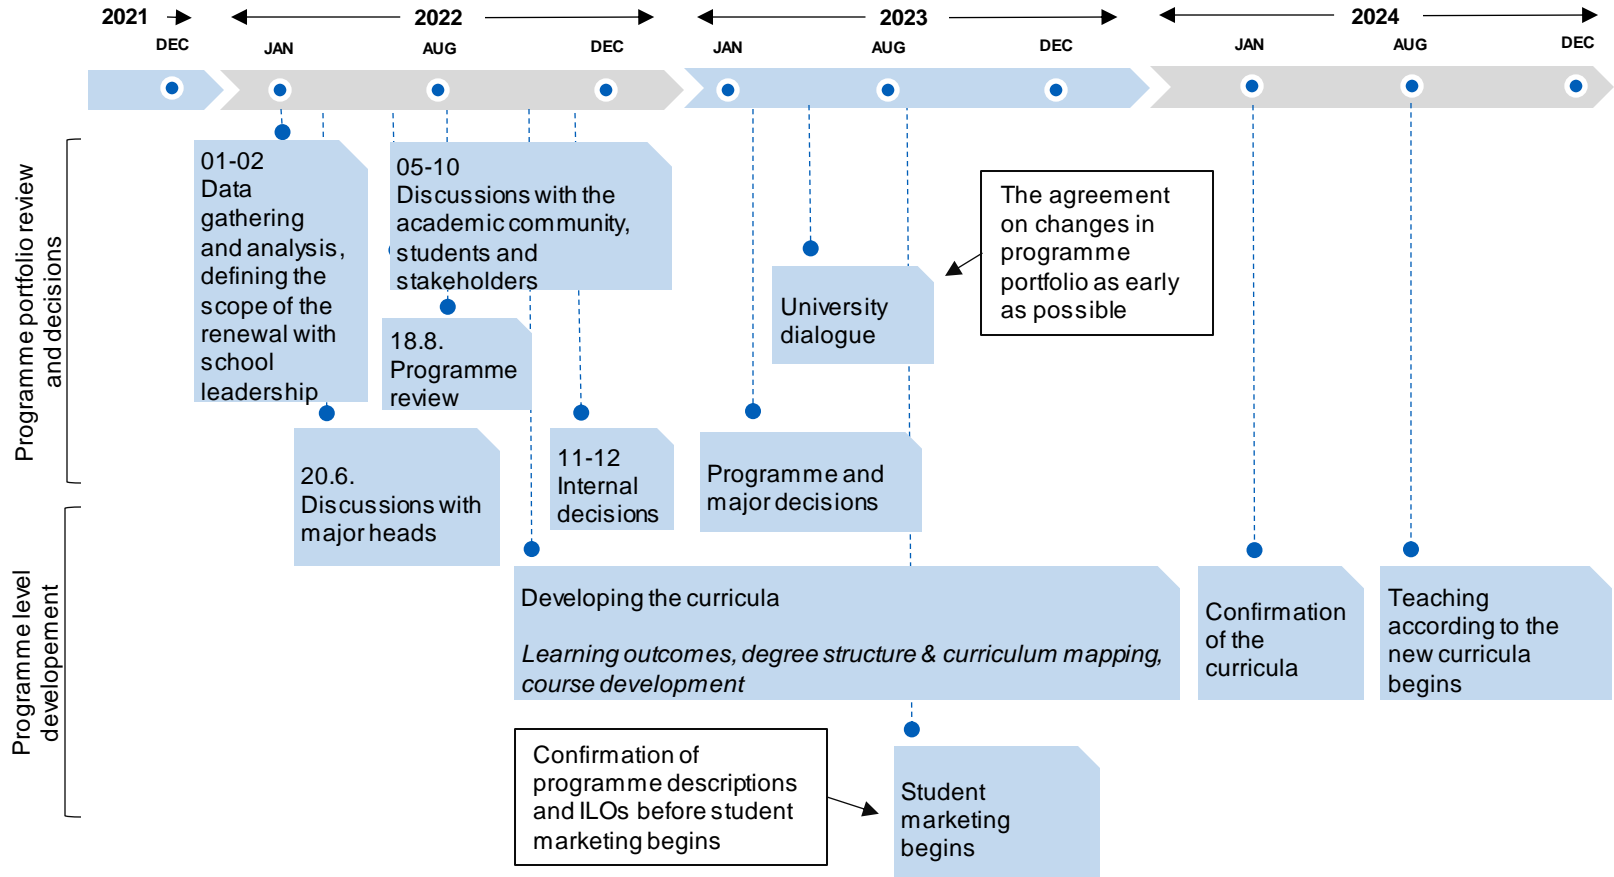 2021
2022
2023
2024
DEC
JAN
AUG
DEC
JAN
AUG
DEC
JAN
AUG
DEC
Programme portfolio review
and decisions
01-02
Data
gathering
and analysis,
defining the
scope of the
renewal with
school
leadership
05-10
Discussions with the
academic community,
students and
stakeholders
18.8.
Programme
review
20.6.
Discussions with
major heads
11-12
Internal
decisions
University
dialogue
The agreement
on changes in
programme
portfolio as early
as possible
Programme and
major decisions
Programme level
developement
Developing the curricula
Learning outcomes, degree structure & curriculum mapping,
course development
Confirmation
of the
curricula
Teaching
according to the
new curricula
begins
Confirmation of
programme descriptions
and ILOs before student
marketing begins
Student
marketing
begins